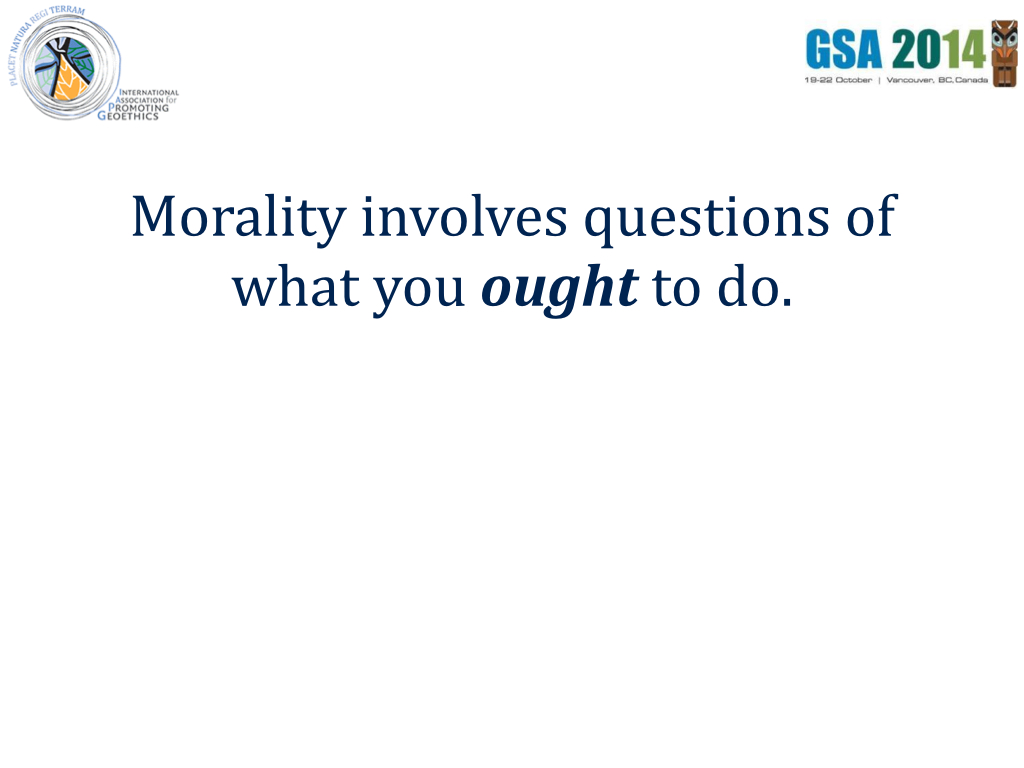 PLACET NATURA REGI TERRAM
INTERNATIONAL
ASSOCIATION for
PROMOTING
GEOETHICS
GSA 2014
19-22 October | Vancouver, BC, Canada
Morality involves questions of
what you ought to do.